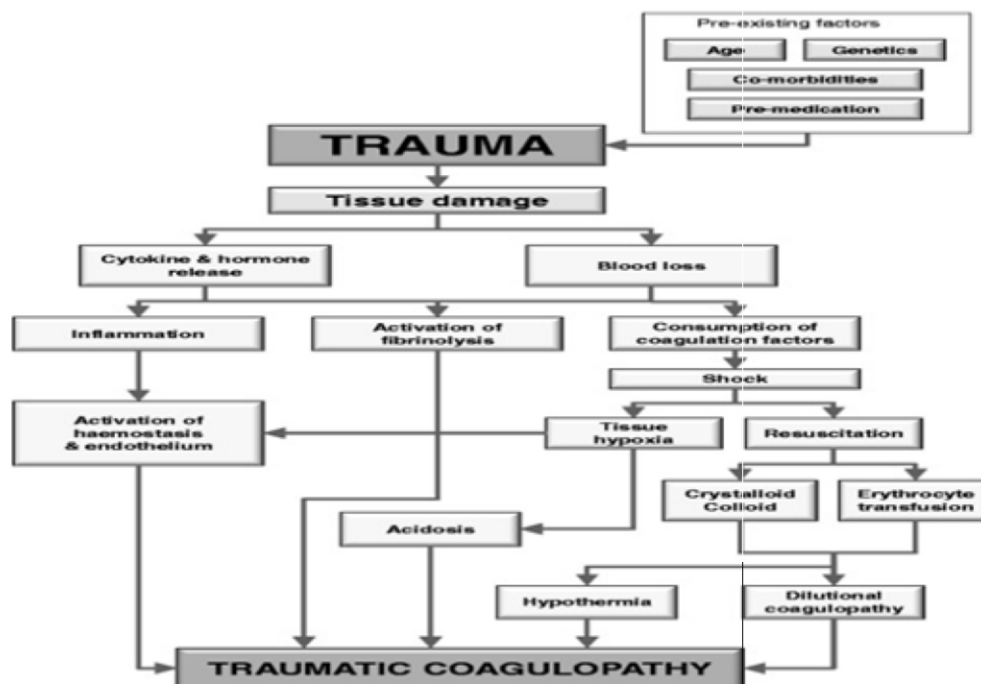 Pre-existing factors
Age
Genetics
Co-morbidities
Pre-medication
TRAUMA
Tissue damage
Cytokine & hormone
release
Blood loss
Inflammation
Activation of
fibrinolysis
Consumption of
coagulation factors
Shock
Activation of
haemostasis
& endothelium
Tissue
hypoxia
Resuscitation
Crystalloid
Colloid
Erythrocyte
transfusion
Acidosis
Hypothermia
Dilutional
coagulopathy
TRAUMATIC COAGULOPATHY